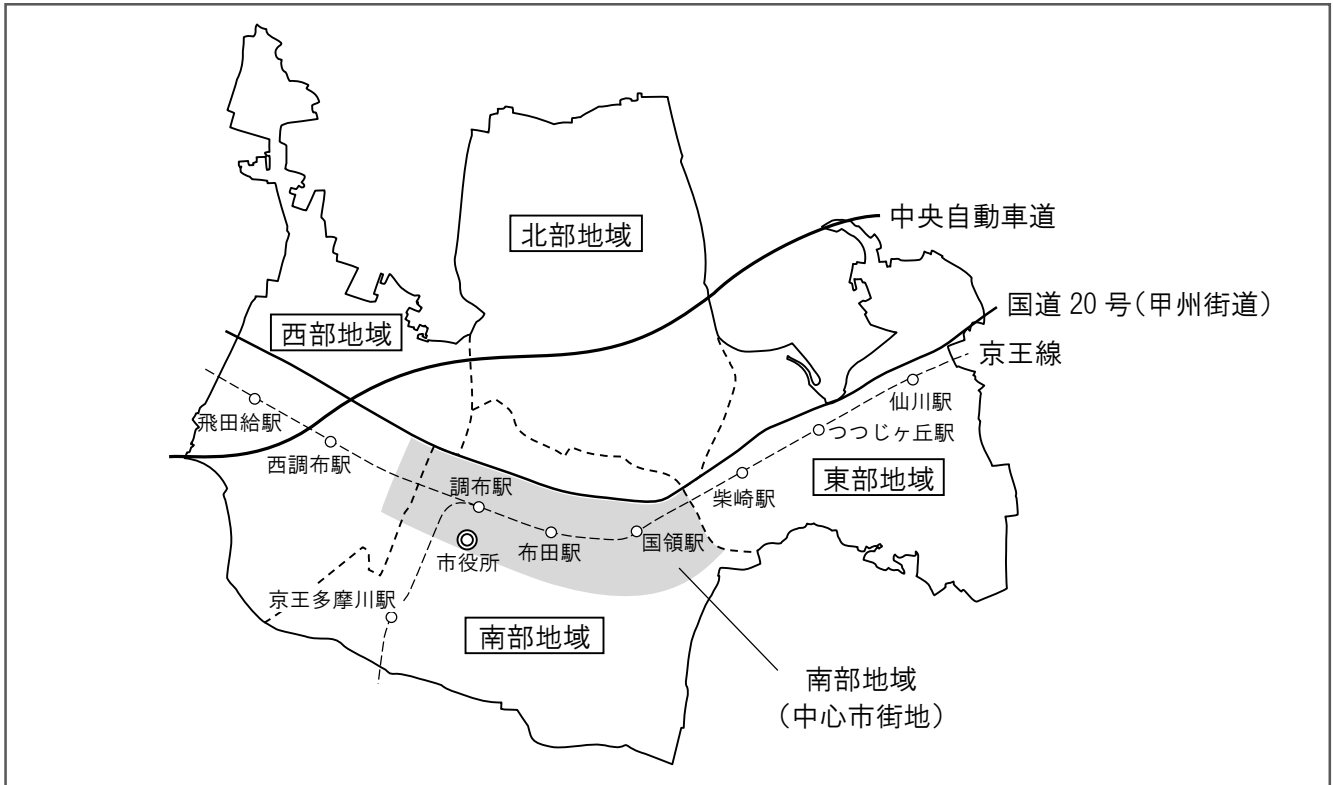 中央自動車道
北部地域
国道 20 号(甲州街道)
西部地域
京王線
仙川駅
飛田給駅
つつじヶ丘駅
西調布駅
東部地域
調布駅
柴崎駅
国領駅
布田駅
市役所
京王多摩川駅
南部地域
南部地域
(中心市街地)